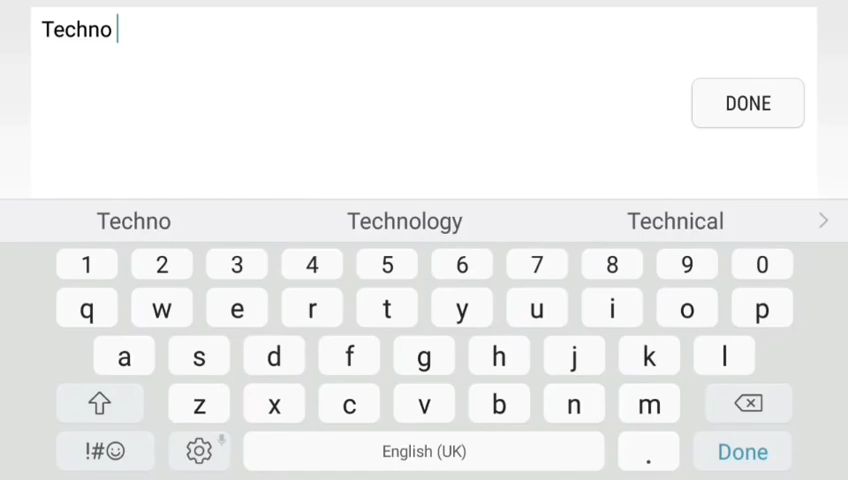 Techno
DONE
Techno Technology Technical
1 2 3 4 5 6 7 8 9 0
q w e r t y u i o p
a s d f g h j k l
z x c v b n m
!#☺ English (UK) . Done